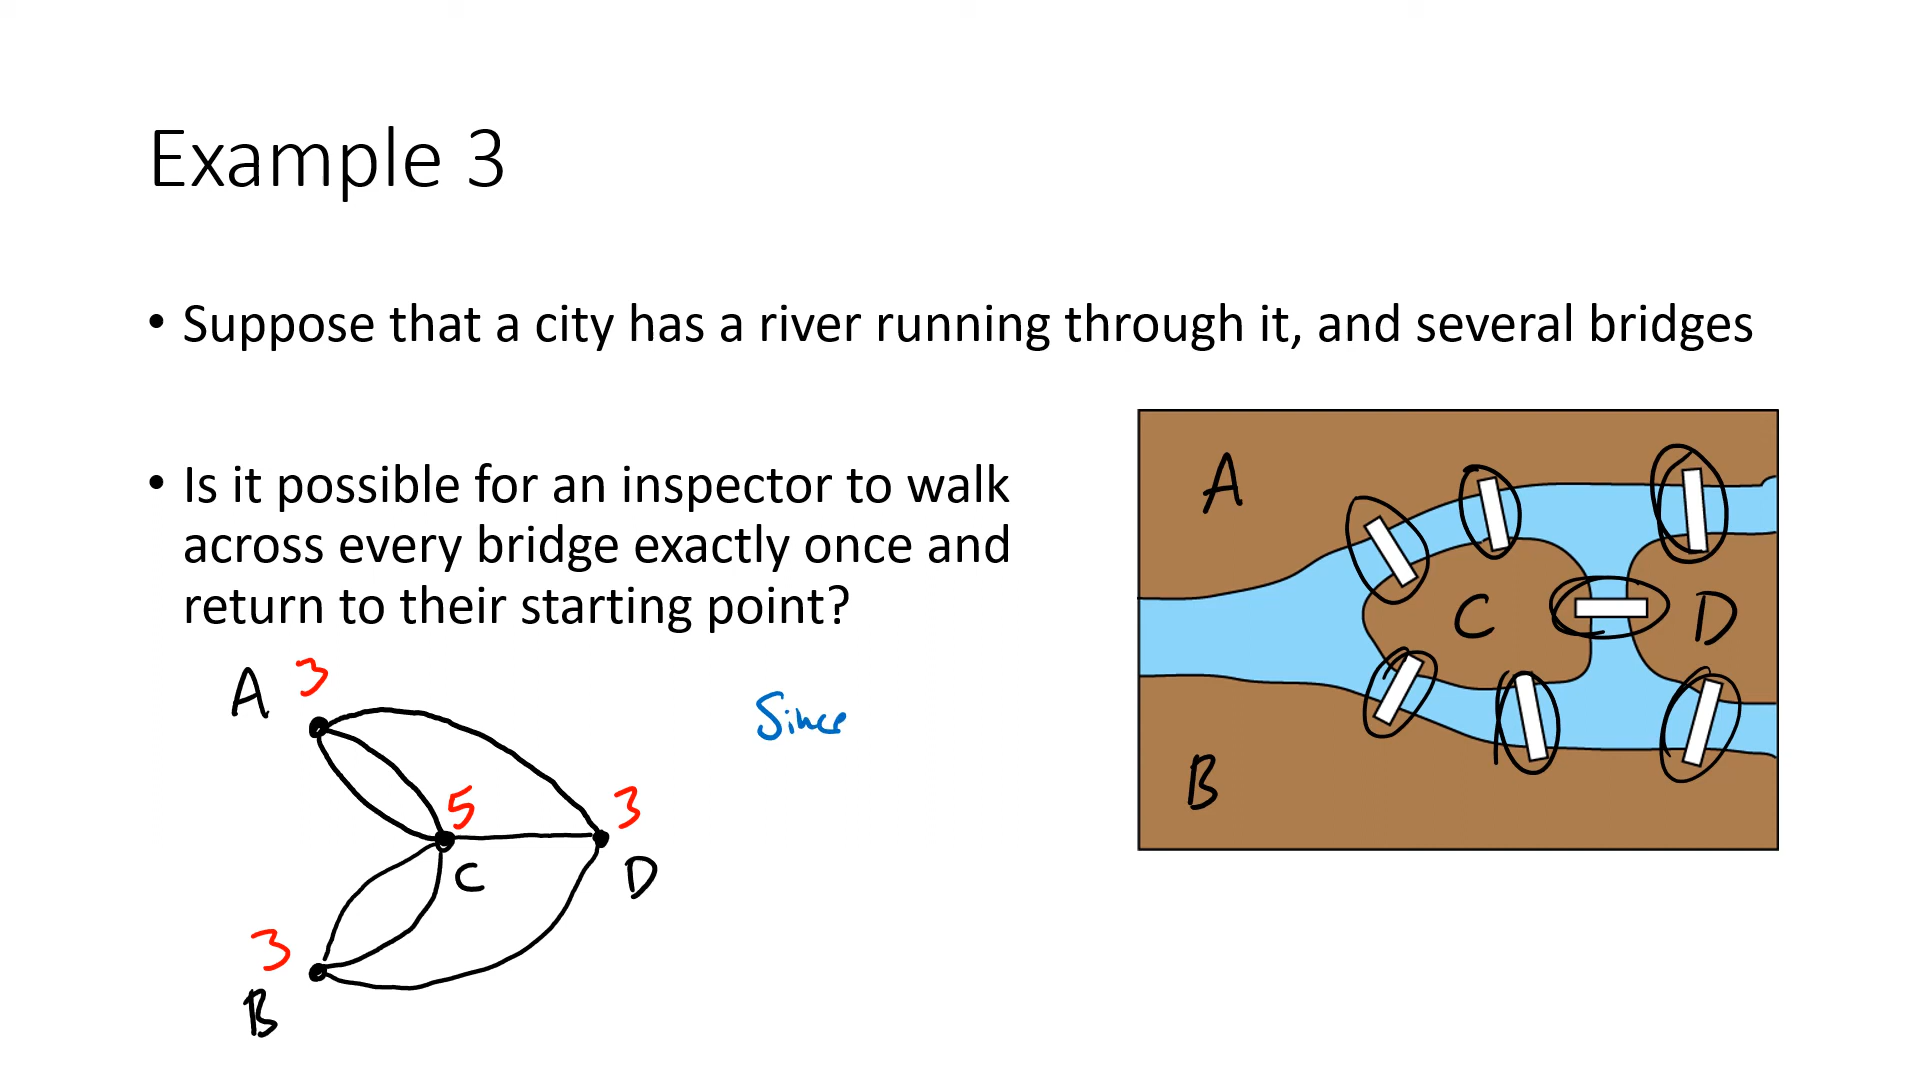 Example 3
• Suppose that a city has a river running through it, and several bridges
• Is it possible for an inspector to walk
across every bridge exactly once and
return to their starting point?
A 3
5
3
C
D
3
B
Since
A
C
D
B